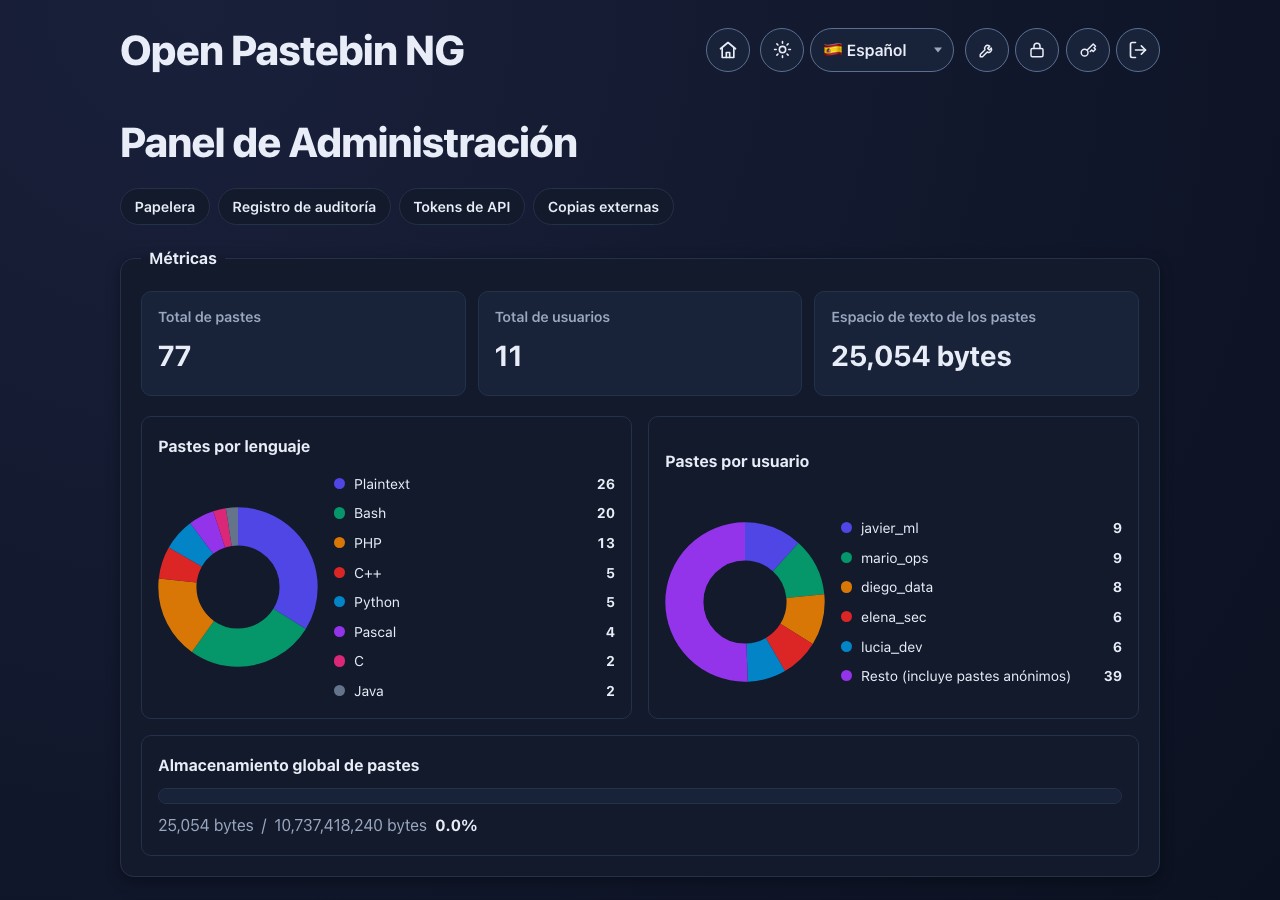 Open Pastebin NG
🇪🇸 Español
Panel de Administración
Papelera
Registro de auditoría
Tokens de API
Copias externas
Métricas
Total de pastes
77
Total de usuarios
11
Espacio de texto de los pastes
25,054 bytes
Pastes por lenguaje
Plaintext 26
Bash 20
PHP 13
C++ 5
Python 5
Pascal 4
C 2
Java 2
Pastes por usuario
javier_ml 9
mario_ops 9
diego_data 8
elena_sec 6
lucia_dev 6
Resto (incluye pastes anónimos) 39
Almacenamiento global de pastes
25,054 bytes / 10,737,418,240 bytes 0.0%